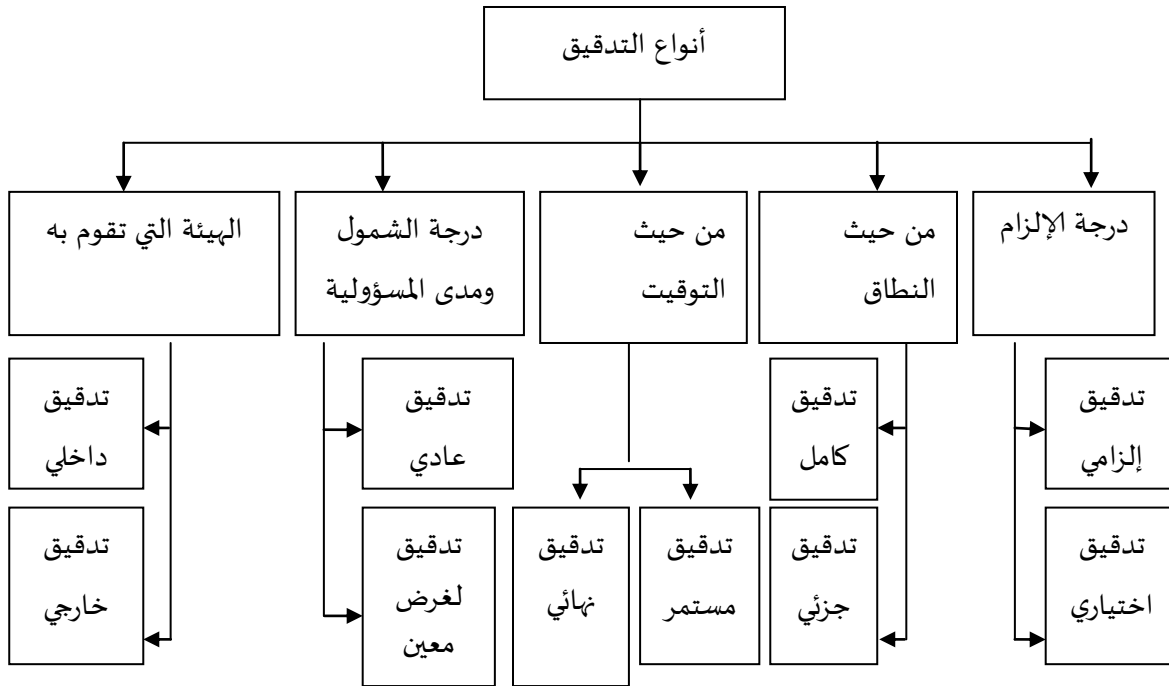 أنواع التدقيق
درجة الإلزام
من حيث
النطاق
من حيث
التوقيت
درجة الشمول
ومدى المسؤولية
الهيئة التي تقوم به
تدقيق
إلزامي
تدقيق
اختياري
تدقيق
كامل
تدقيق
جزئي
تدقيق
مستمر
تدقيق
نهائي
تدقيق
عادي
تدقيق
لغرض
معين
تدقيق
داخلي
تدقيق
خارجي